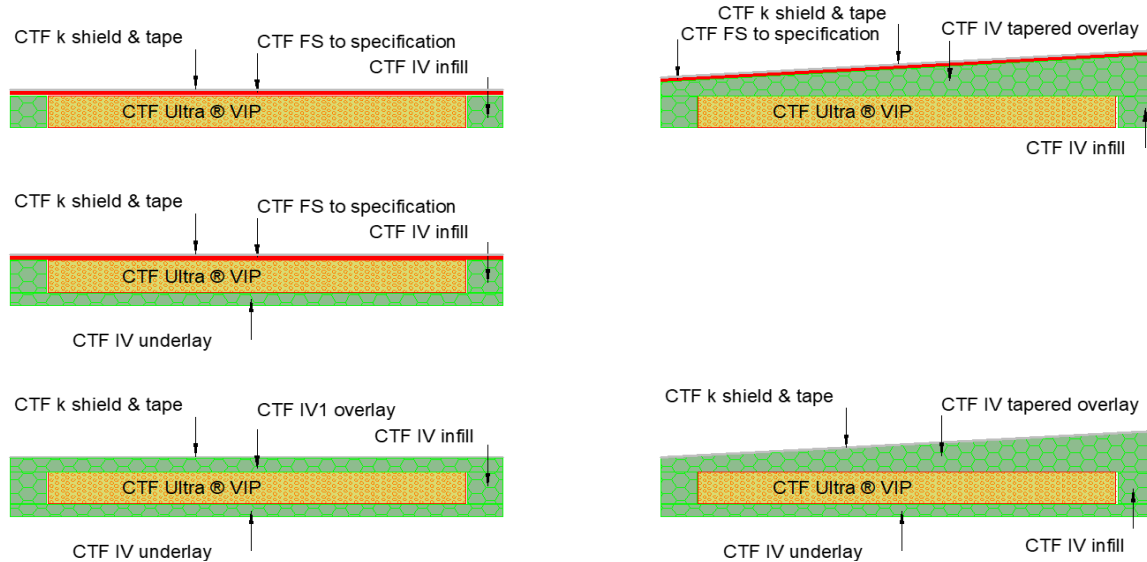 CTF k shield & tape
CTF FS to specification
CTF IV infill
CTF Ultra ® VIP
CTF k shield & tape
CTF FS to specification
CTF IV tapered overlay
CTF Ultra ® VIP
CTF IV infill
CTF k shield & tape
CTF FS to specification
CTF IV infill
CTF Ultra ® VIP
CTF IV underlay
CTF k shield & tape
CTF IV1 overlay
CTF IV infill
CTF Ultra ® VIP
CTF IV underlay
CTF k shield & tape
CTF IV tapered overlay
CTF Ultra ® VIP
CTF IV underlay
CTF IV infill